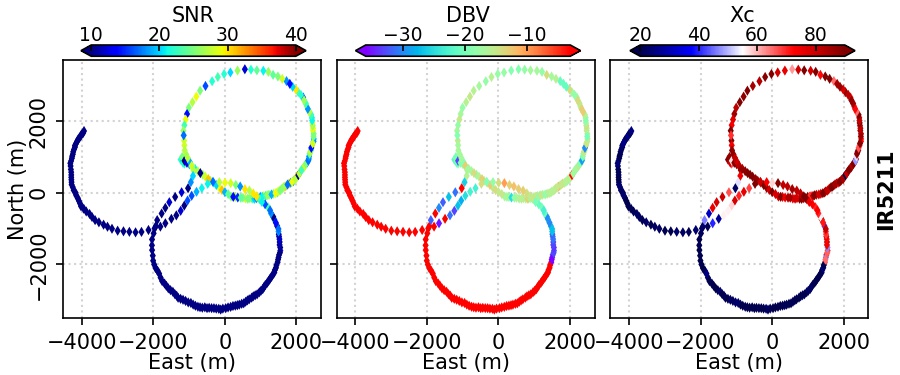 SNR DBV Xc
10 20 30 40 −30 −20 −10 20 40 60 80
North (m)
2000
0
−2000
IR5211
−4000 −2000 0 2000 −4000 −2000 0 2000 −4000 −2000 0 2000
East (m) East (m) East (m)